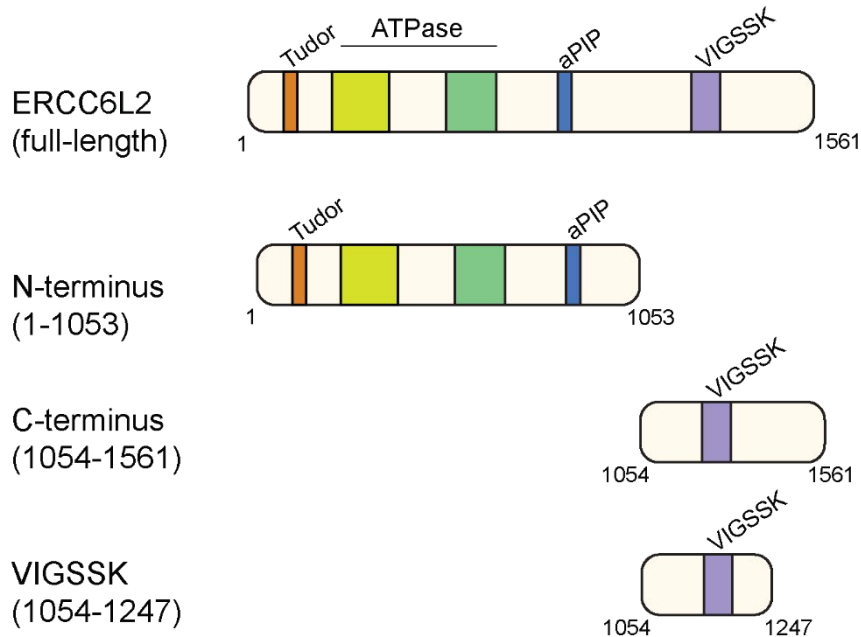 ATPase
Tudor
aPIP
VIGSSK
ERCC6L2
(full-length)
1
1561
Tudor
aPIP
N-terminus
(1-1053)
1
1053
VIGSSK
C-terminus
(1054-1561)
1054
1561
VIGSSK
VIGSSK
(1054-1247)
1054
1247